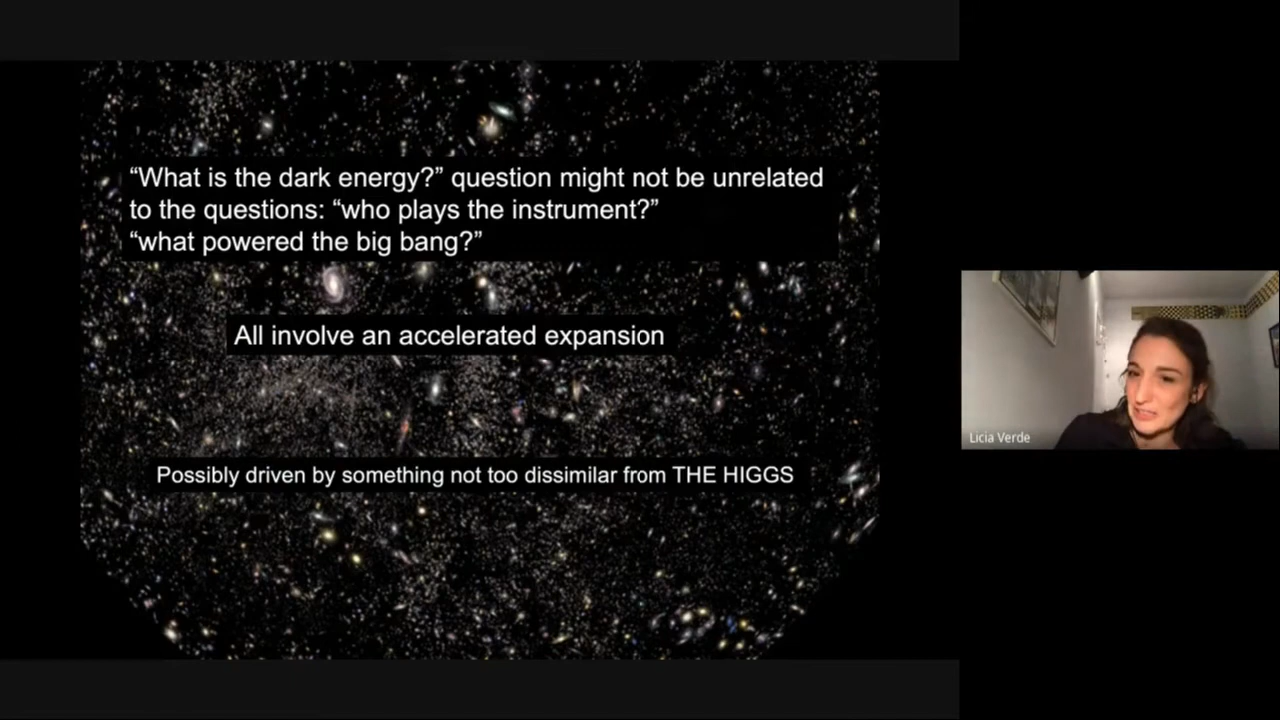 “What is the dark energy?” question might not be unrelated
to the questions: “who plays the instrument?”
“what powered the big bang?”
All involve an accelerated expansion
Possibly driven by something not too dissimilar from THE HIGGS
Licia Verde